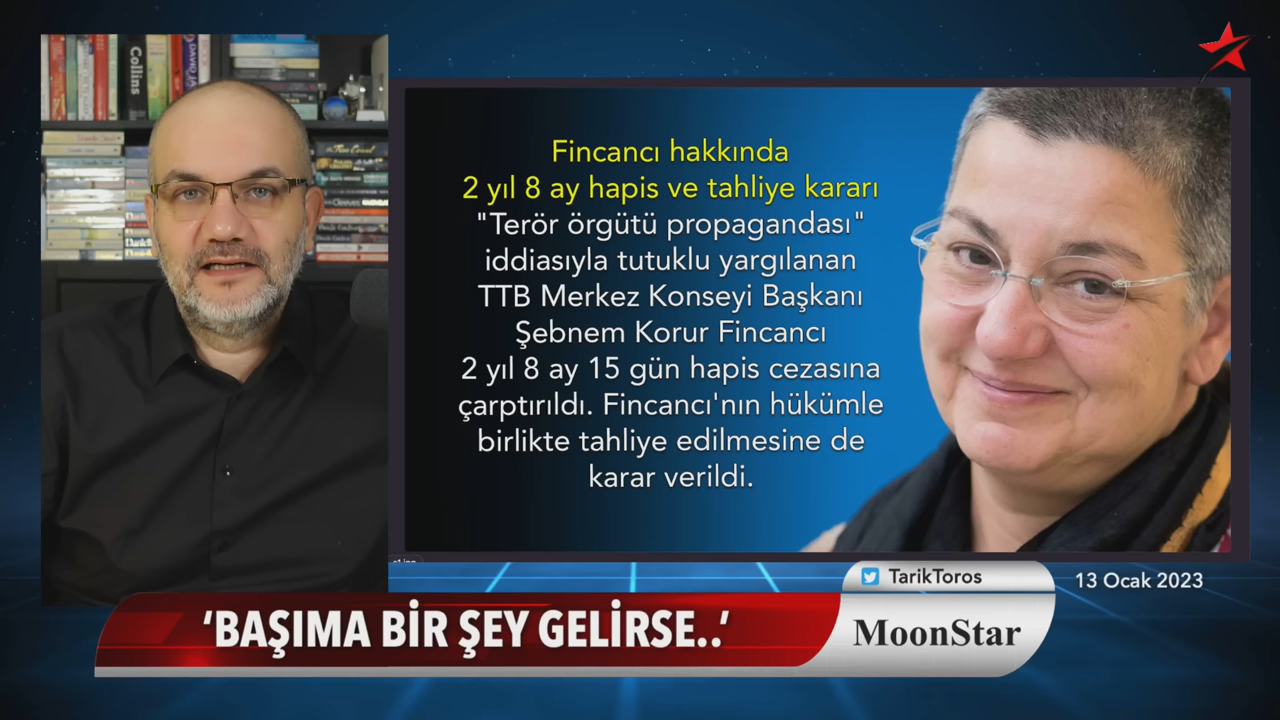 Collins
Fincancı hakkında
2 yıl 8 ay hapis ve tahliye kararı
"Terör örgütü propagandası"
iddiasıyla tutuklu yargılanan
TTB Merkez Konseyi Başkanı
Şebnem Korur Fincancı
2 yıl 8 ay 15 gün hapis cezasına
çarptırıldı. Fincancı'nın hükümle
birlikte tahliye edilmesine de
karar verildi.
TarikToros
13 Ocak 2023
‘BAŞIMA BİR ŞEY GELİRSE..’
MoonStar